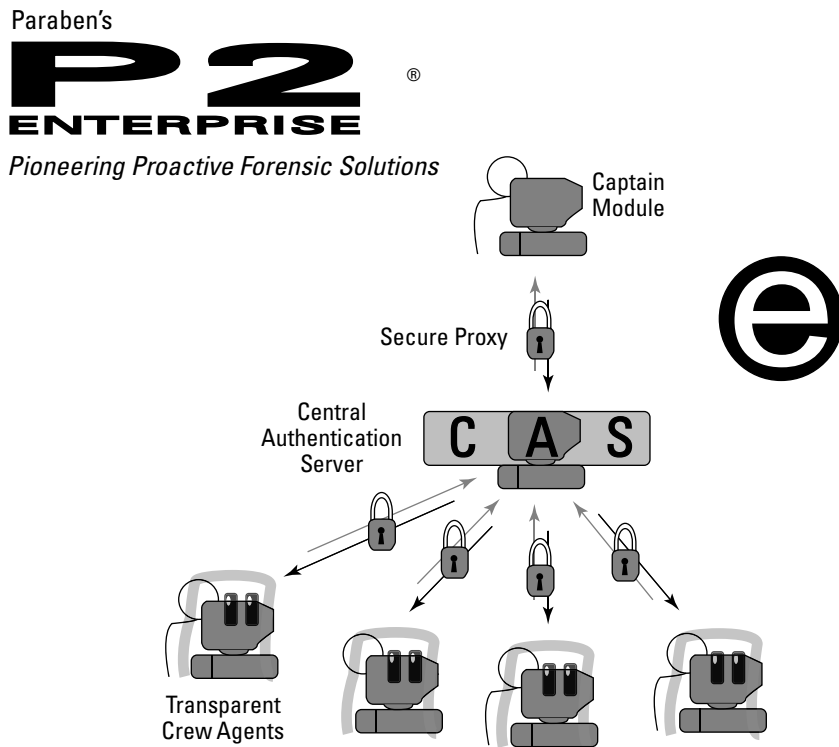 Paraben's
P2
®
ENTERPRISE
Pioneering Proactive Forensic Solutions
Captain
Module
Secure Proxy
Central
Authentication
Server
C A S
e
Transparent
Crew Agents